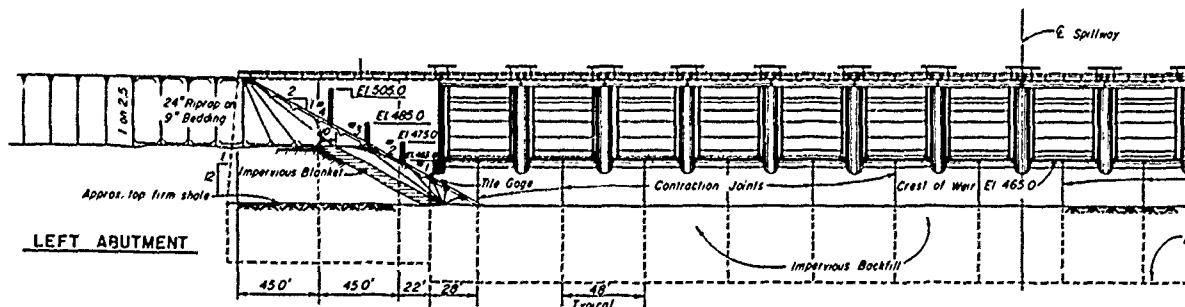 ℄ Spillway
1 on 2.5
24" Riprap on
9" Bedding
2
1
El 505.0
El 485.0
El 475.0
12
Impervious Blanket
Tile Gage
Contraction Joints
Crest of Weir El 465.0
Approx. top firm shale
LEFT ABUTMENT
Impervious Backfill
45.0'
45.0'
22'
28'
48'
Typical